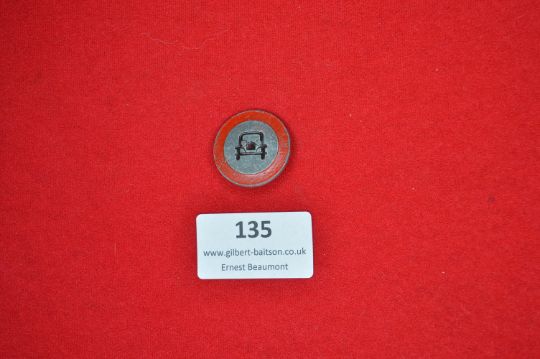 135
www.gilbert-baitson.co.uk
Ernest Beaumont